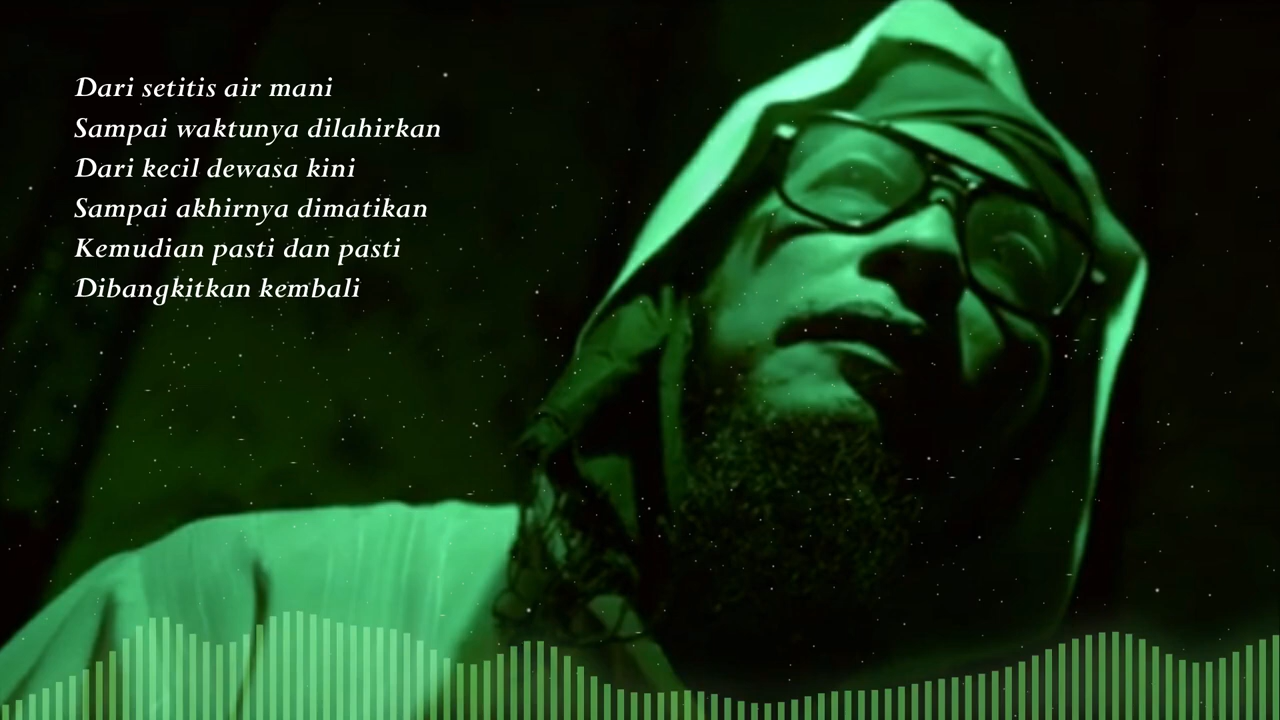 Dari setitis air mani
Sampai waktunya dilahirkan
Dari kecil dewasa kini
Sampai akhirnya dimatikan
Kemudian pasti dan pasti
Dibangkitkan kembali